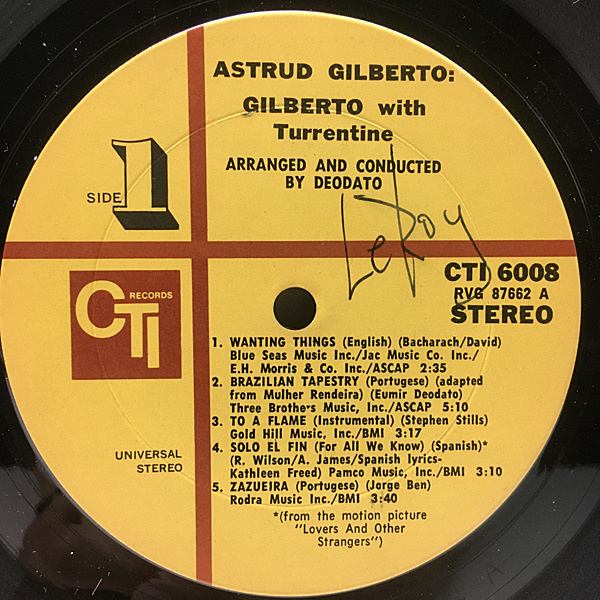 ASTRUD GILBERTO:
GILBERTO with
Turrentine
ARRANGED AND CONDUCTED
BY DEODATO
SIDE 1
LeRoy
CTI 6008
RVG 87662 A
STEREO
CTI RECORDS
1. WANTING THINGS (English) (Bacharach/David)
Blue Seas Music Inc./Jac Music Co. Inc./
E.H. Morris & Co. Inc./ASCAP 2:35
2. BRAZILIAN TAPESTRY (Portugese) (adapted
from Mulher Rendeira) (Eumir Deodato)
Three Brothers Music, Inc./ASCAP 5:10
3. TO A FLAME (Instrumental) (Stephen Stills)
Gold Hill Music, Inc./BMI 3:17
4. SOLO EL FIN (For All We Know) (Spanish)*
(R. Wilson/A. James/Spanish lyrics-
Kathleen Freed) Pamco Music, Inc./BMI 3:10
5. ZAZUEIRA (Portugese) (Jorge Ben)
Rodra Music Inc./BMI 3:40
*(from the motion picture
"Lovers And Other
Strangers")
UNIVERSAL
STEREO